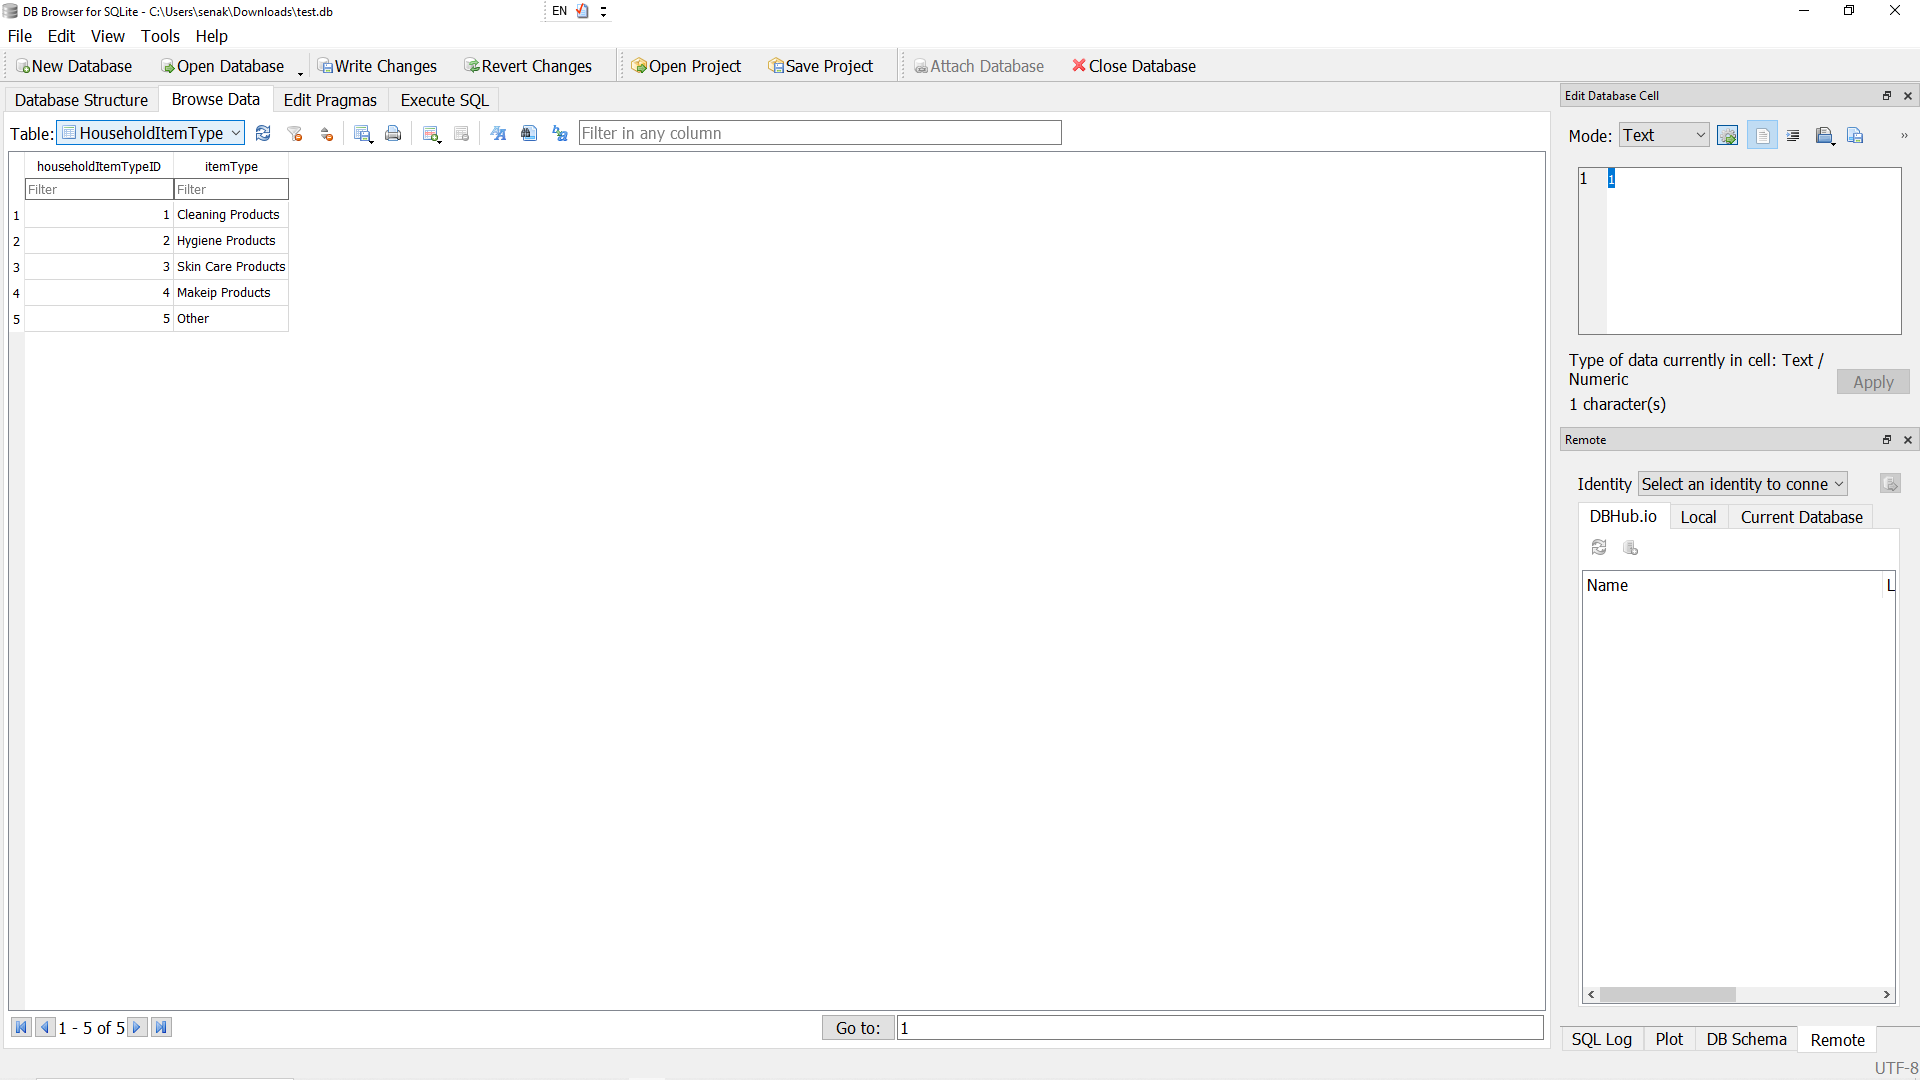 DB Browser for SQLite - C:\Users\senak\Downloads\test.db
EN
File Edit View Tools Help
New Database Open Database Write Changes Revert Changes Open Project Save Project Attach Database Close Database
Database Structure Browse Data Edit Pragmas Execute SQL
Table: HouseholdItemType Filter in any column
householdItemTypeID itemType
Filter Filter
1 1 Cleaning Products
2 2 Hygiene Products
3 3 Skin Care Products
4 4 Makeip Products
5 5 Other
1 - 5 of 5
Go to: 1
Edit Database Cell
Mode: Text »
1 1
Type of data currently in cell: Text /
Numeric
Apply
1 character(s)
Remote
Identity Select an identity to conne
DBHub.io Local Current Database
Name L
SQL Log Plot DB Schema Remote
UTF-8